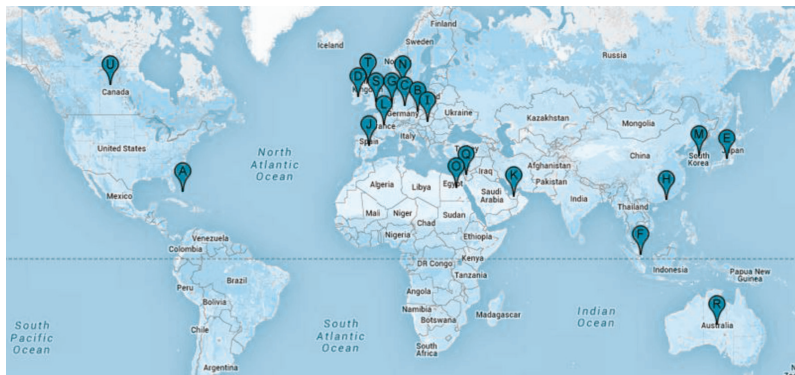 Finland
Iceland
Sweden
Russia
T
No
N
U
D
S
G
C
B
I
Canada
L
Germany
Ukraine
Kazakhstan
Mongolia
J
M
E
United States
Spain
Italy
China
South
Korea
Japan
North
Atlantic
Ocean
Q
Afghanistan
Iraq
A
O
K
H
Algeria
Libya
Egypt
Saudi
Arabia
Pakistan
Mexico
India
Thailand
Mali
Niger
Chad
Sudan
Venezuela
Nigeria
Ethiopia
F
Colombia
Kenya
DR Congo
Indonesia
Papua New
Guinea
Tanzania
Peru
Brazil
Angola
Bolivia
R
Namibia
Madagascar
Botswana
Indian
Ocean
South
Pacific
Ocean
Chile
South
Atlantic
Ocean
Australia
South
Africa
Argentina